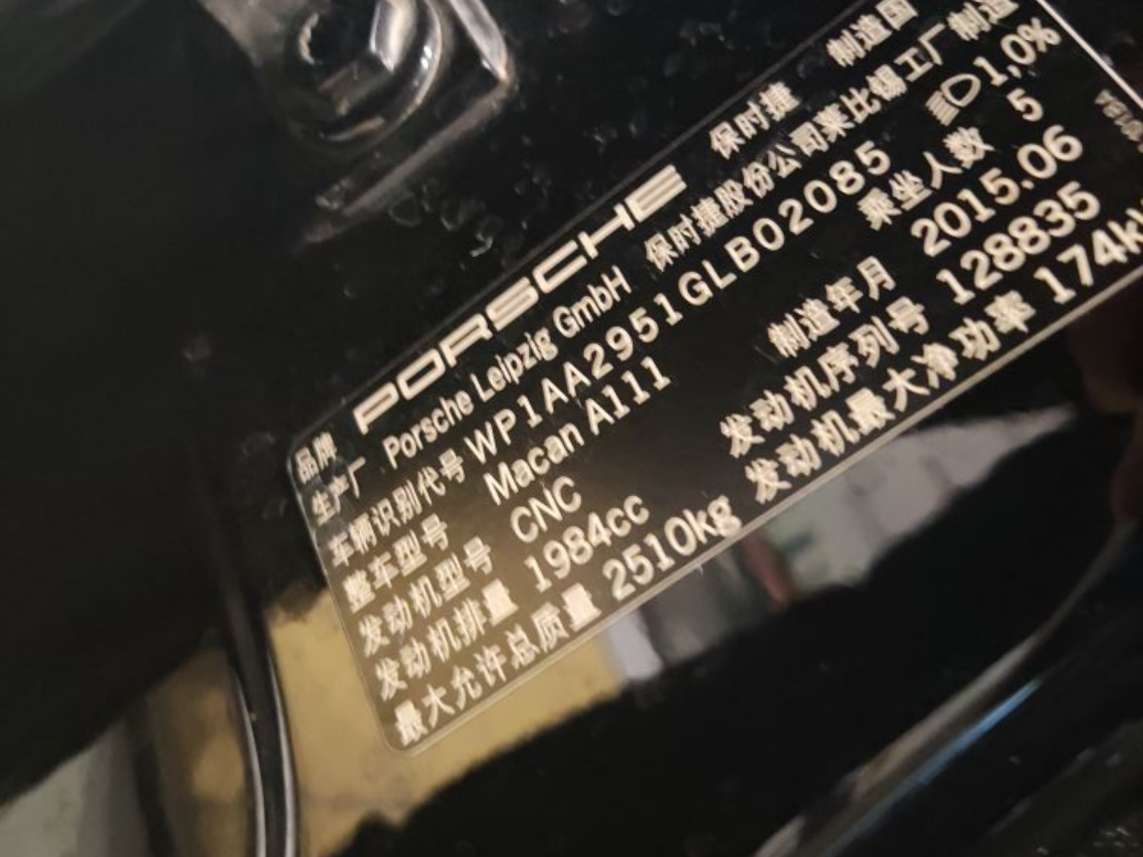 品牌 PORSCHE 保时捷 制造国
生产厂 Porsche Leipzig GmbH 保时捷股份公司莱比锡工厂制造
车辆识别代号 WP1AA2951GLB02085 1,0%
整车型号 Macan A111 乘坐人数 5
发动机型号 CNC 制造年月 2015.06
发动机排量 1984cc 发动机序列号 128835
最大允许总质量 2510kg 发动机最大净功率 174k